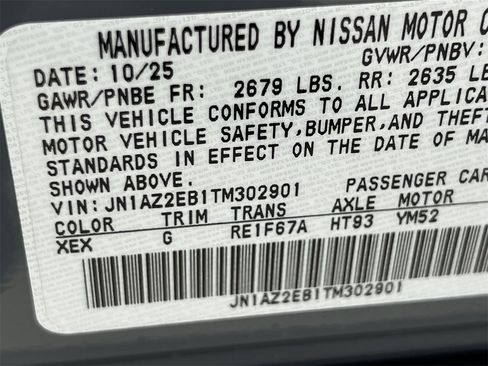 MANUFACTURED BY NISSAN MOTOR C
DATE: 10/25 GVWR/PNBV:
GAWR/PNBE FR: 2679 LBS. RR: 2635 LB
THIS VEHICLE CONFORMS TO ALL APPLICA
MOTOR VEHICLE SAFETY,BUMPER,AND THEFT
STANDARDS IN EFFECT ON THE DATE OF MA
SHOWN ABOVE.
VIN: JN1AZ2EB1TM302901 PASSENGER CAR
COLOR TRIM TRANS AXLE MOTOR
XEX G RE1F67A HT93 YM52
JN1AZ2EB1TM302901